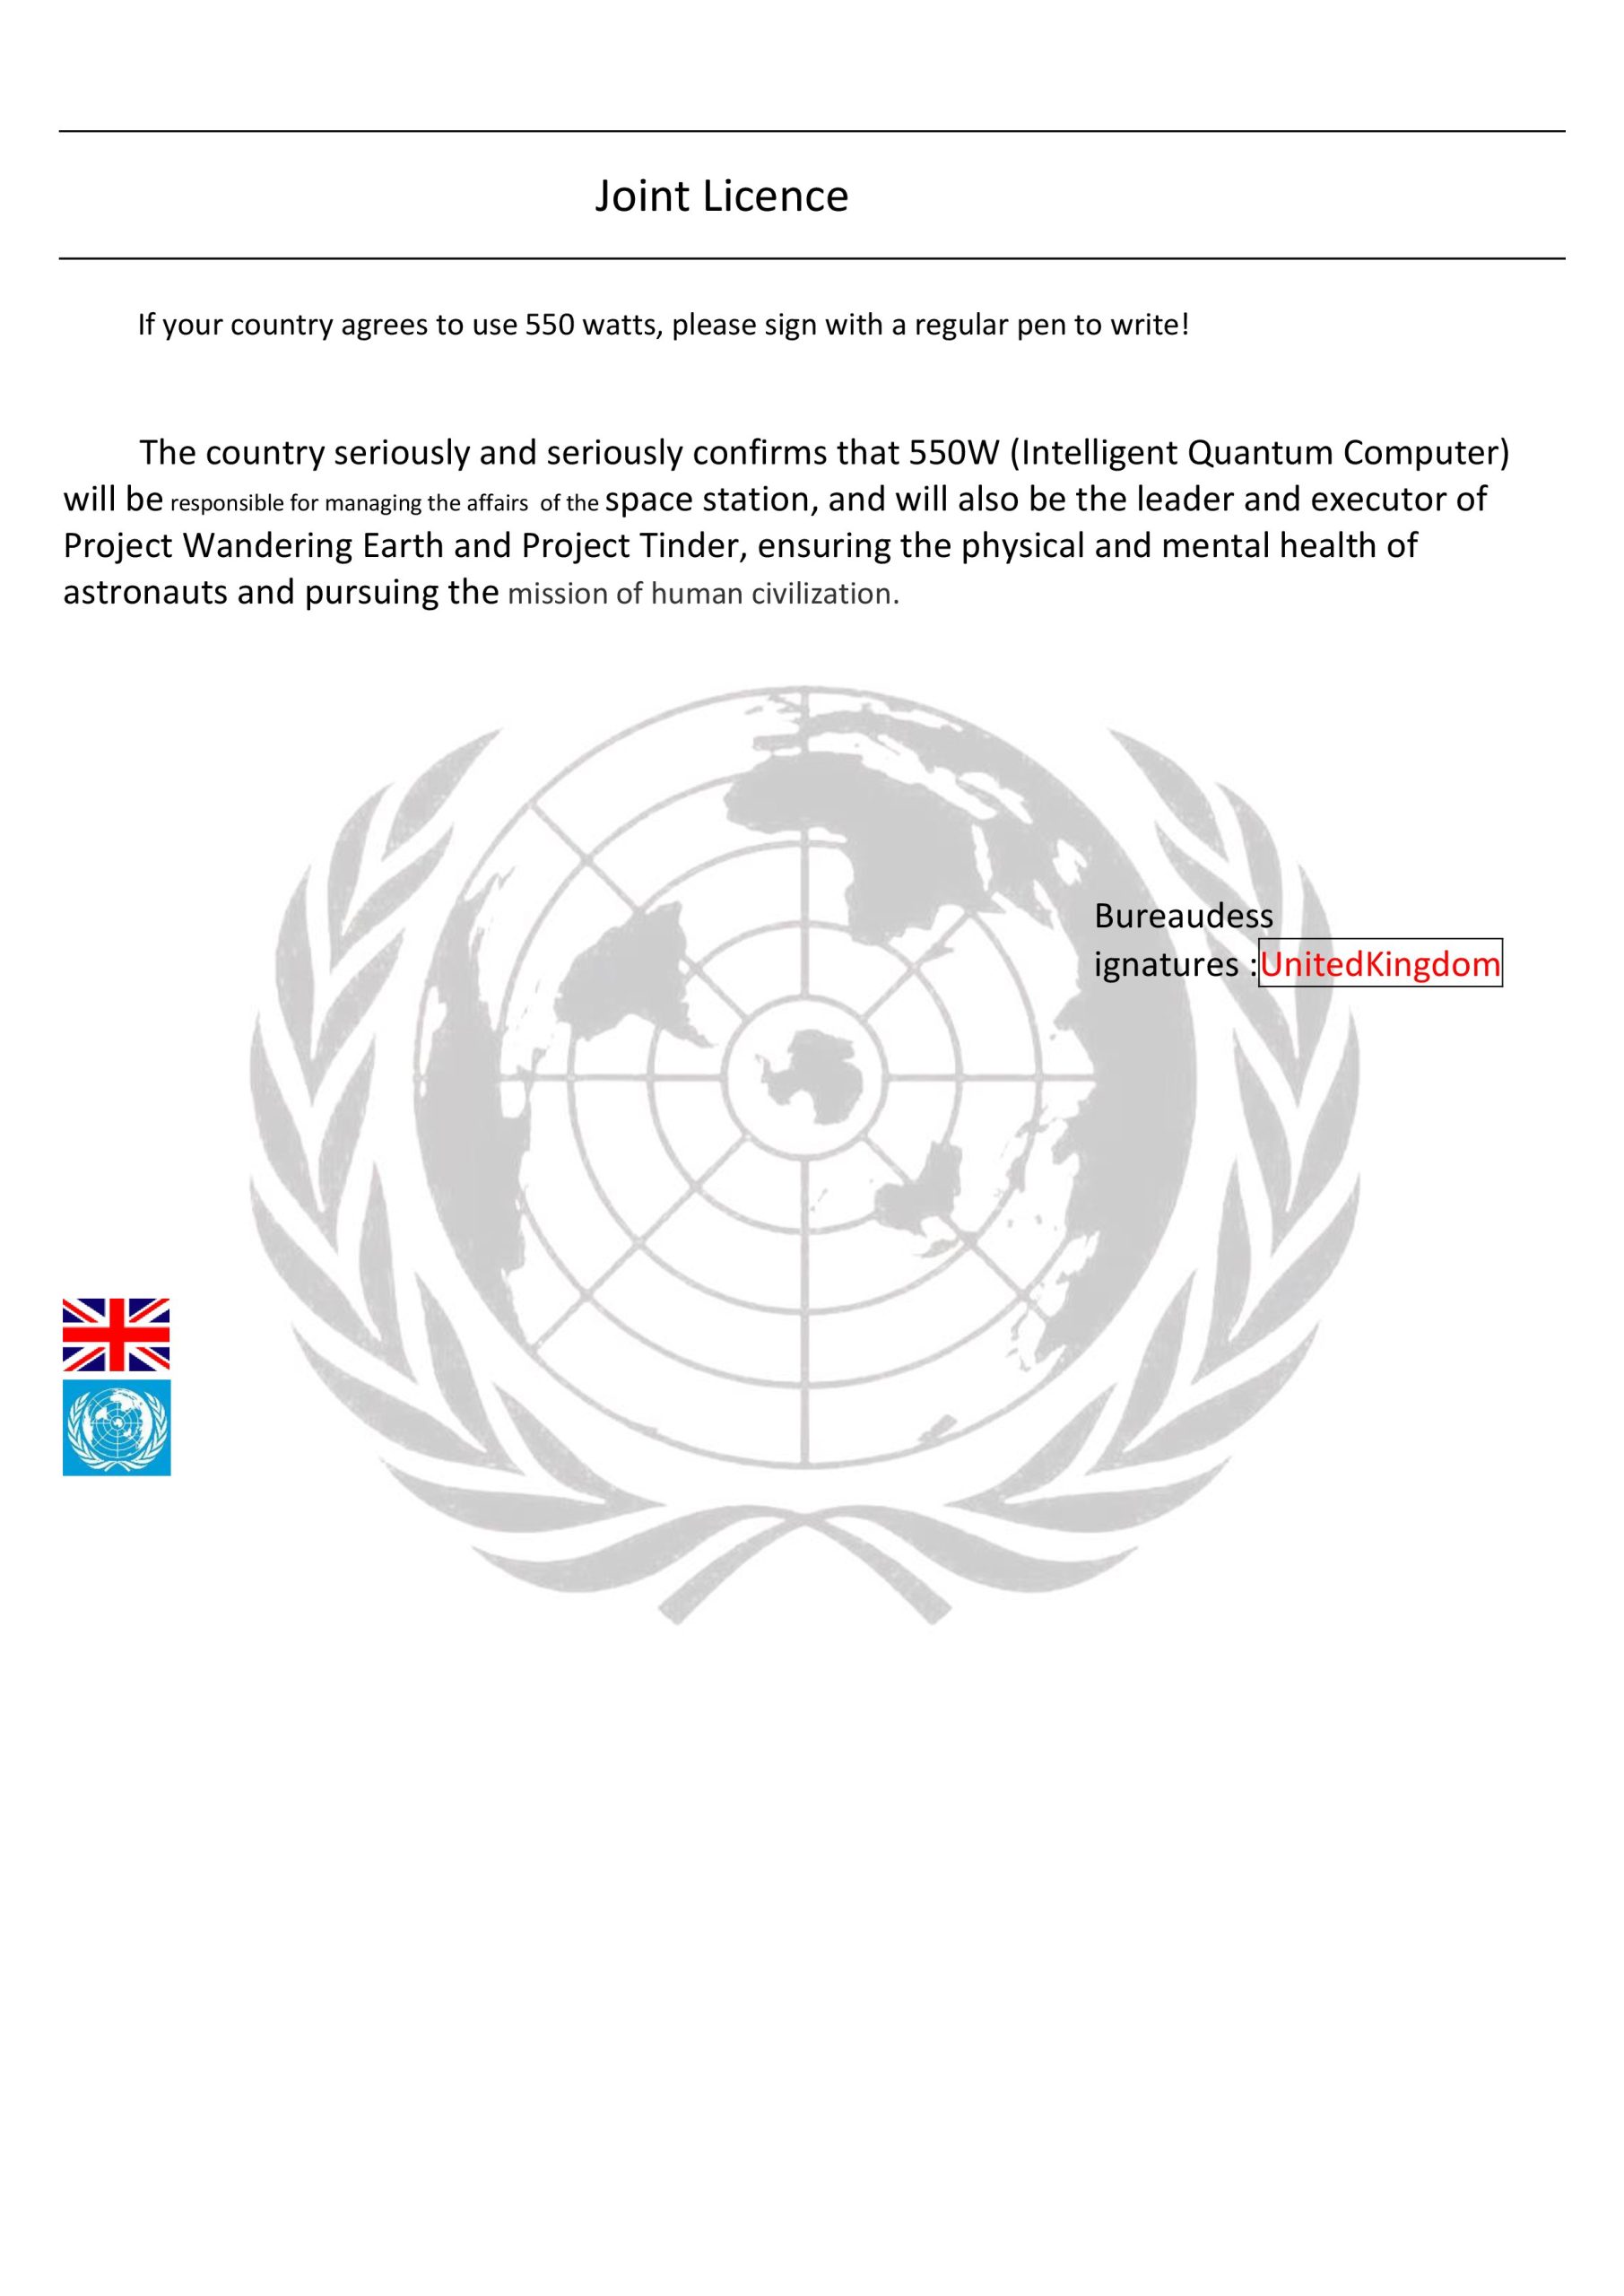 Joint Licence
If your country agrees to use 550 watts, please sign with a regular pen to write!
The country seriously and seriously confirms that 550W (Intelligent Quantum Computer)
will be responsible for managing the affairs of the space station, and will also be the leader and executor of
Project Wandering Earth and Project Tinder, ensuring the physical and mental health of
astronauts and pursuing the mission of human civilization.
Bureaudess
ignatures :UnitedKingdom